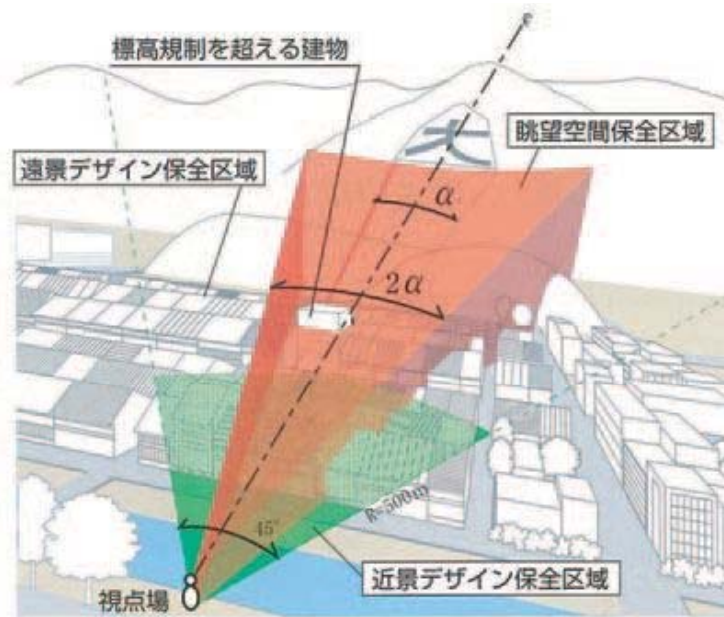 標高規制を超える建物
大
眺望空間保全区域
遠景デザイン保全区域
α
2α
R=500m
45°
近景デザイン保全区域
視点場